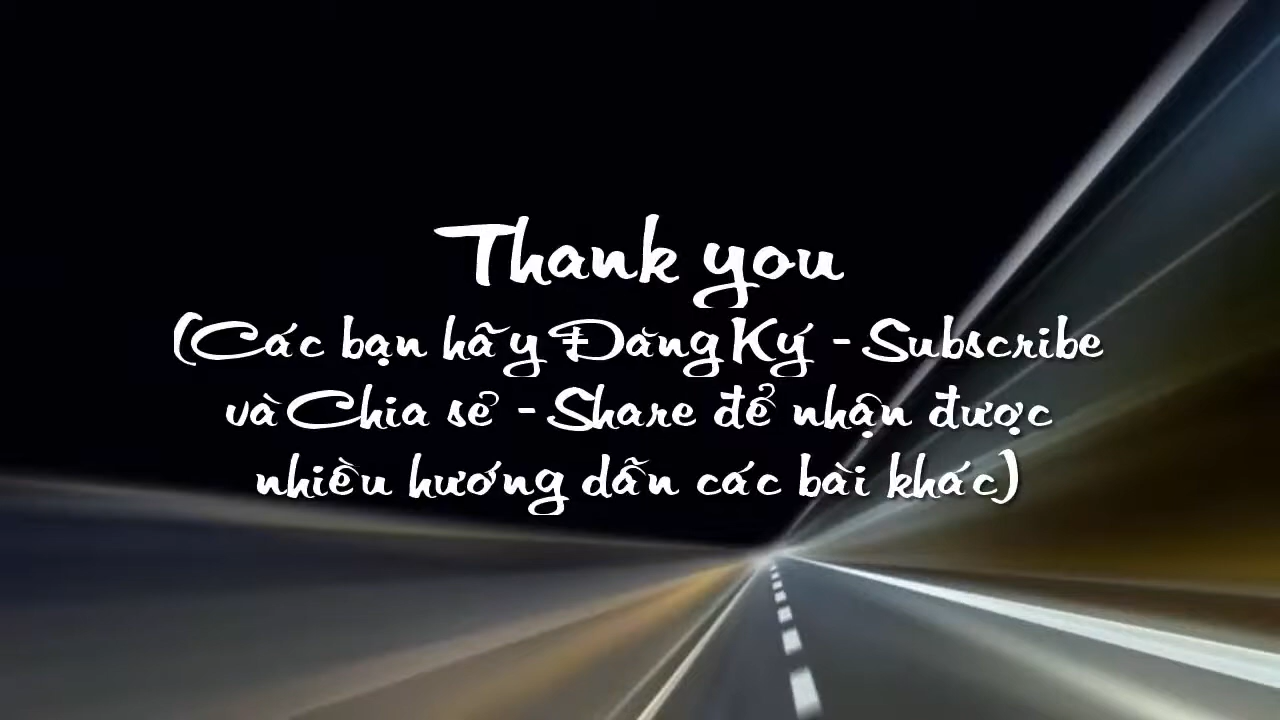 Thank you
(Các bạn hãy Đăng Ký - Subscribe
và Chia sẻ - Share để nhận được
nhiều hướng dẫn các bài khác)